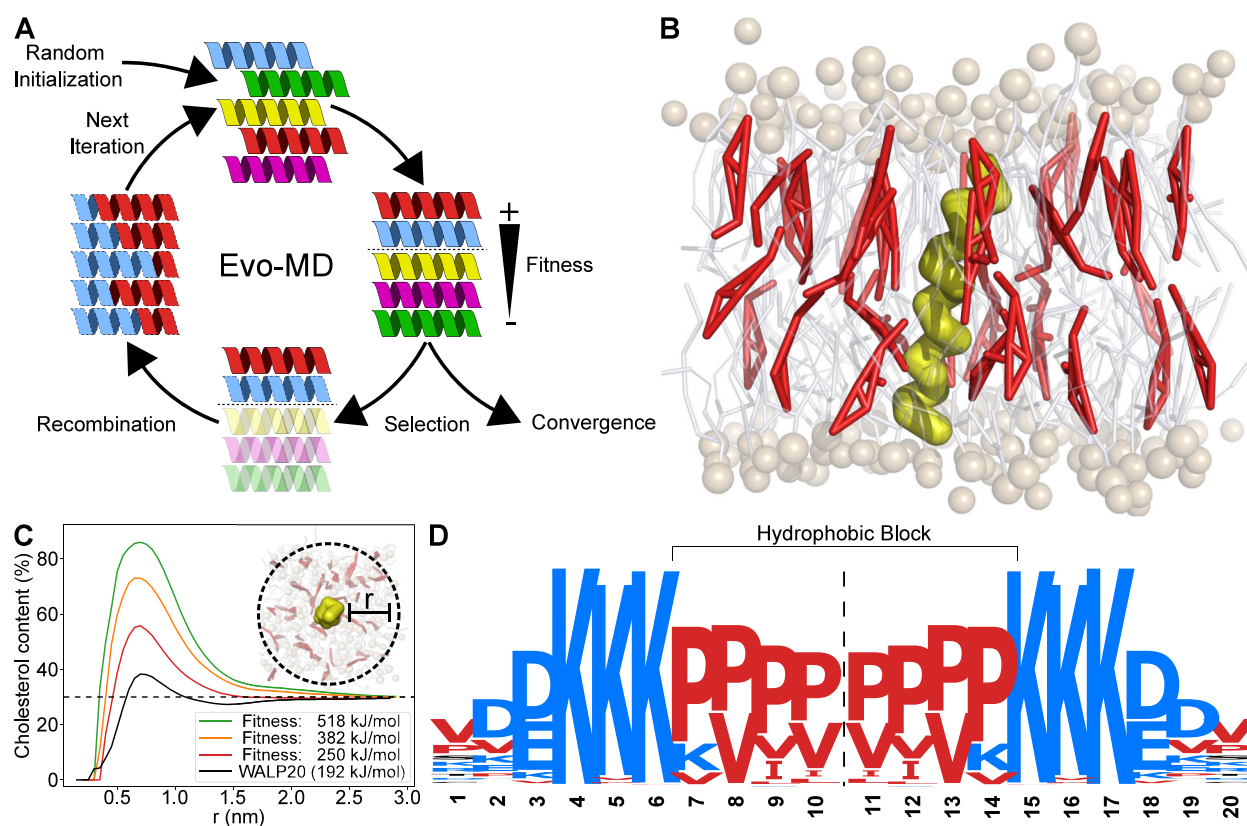 A
Random
Initialization
Next
Iteration
Evo-MD
+
Fitness
-
Recombination
Selection
Convergence
B
C
Cholesterol content (%)
80
60
40
20
0
r
Fitness: 518 kJ/mol
Fitness: 382 kJ/mol
Fitness: 250 kJ/mol
WALP20 (192 kJ/mol)
0.5 1.0 1.5 2.0 2.5 3.0
r (nm)
D
Hydrophobic Block
V D D K K K P P P P P P P P K K K D D V
E K V V V V V V K E
I I I I
1 2 3 4 5 6 7 8 9 10 11 12 13 14 15 16 17 18 19 20